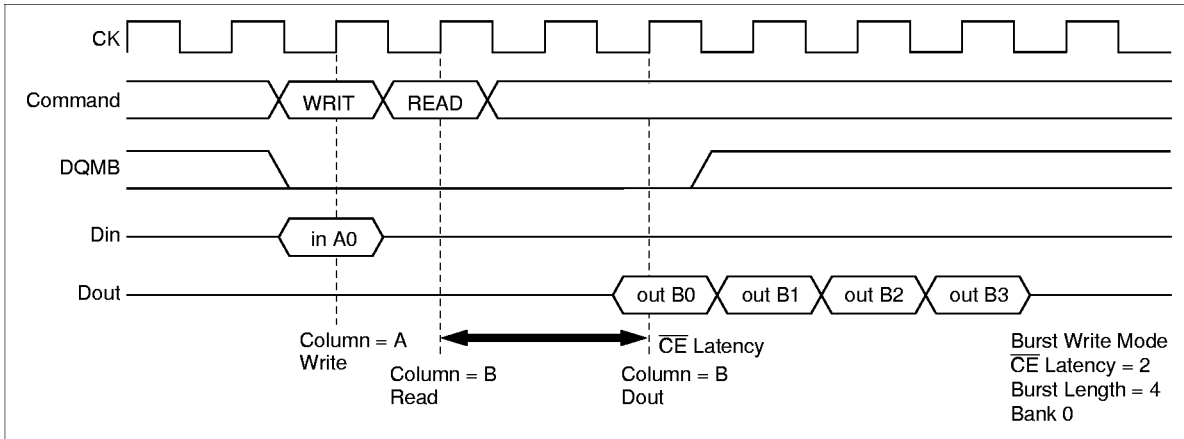 CK
Command
WRIT
READ
DQMB
Din
in A0
Dout
out B0
out B1
out B2
out B3
Column = A
Write
Column = B
Read
CE Latency
Column = B
Dout
Burst Write Mode
CE Latency = 2
Burst Length = 4
Bank 0